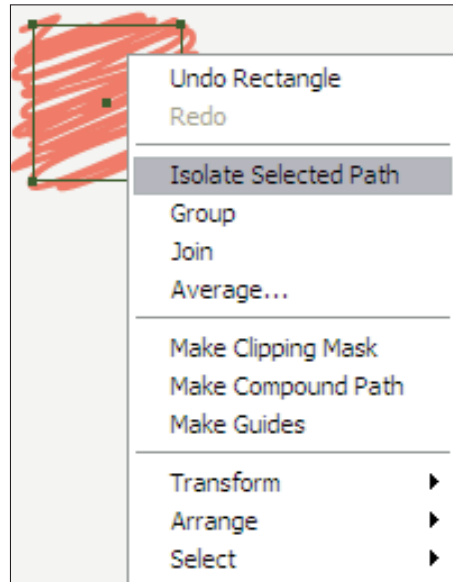 Undo Rectangle
Redo
Isolate Selected Path
Group
Join
Average...
Make Clipping Mask
Make Compound Path
Make Guides
Transform
Arrange
Select